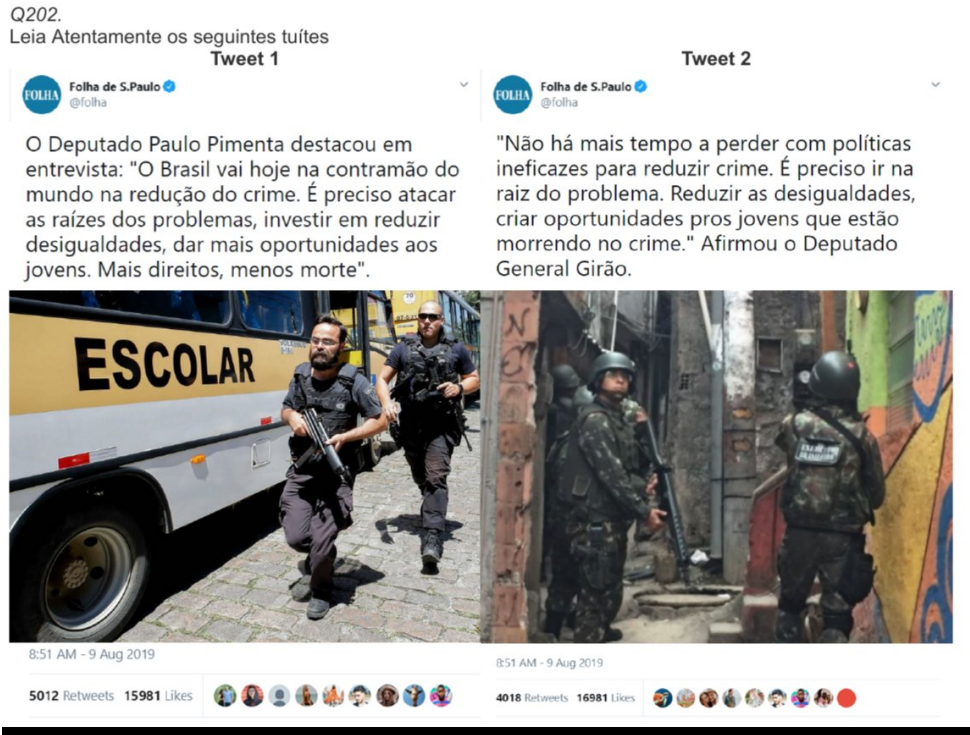 Q202.
Leia Atentamente os seguintes tuítes
Tweet 1
FOLHA
Folha de S.Paulo
@folha
O Deputado Paulo Pimenta destacou em
entrevista: "O Brasil vai hoje na contramão do
mundo na redução do crime. É preciso atacar
as raízes dos problemas, investir em reduzir
desigualdades, dar mais oportunidades aos
jovens. Mais direitos, menos morte".
ESCOLAR
8:51 AM - 9 Aug 2019
5012 Retweets 15981 Likes
Tweet 2
FOLHA
Folha de S.Paulo
@folha
"Não há mais tempo a perder com políticas
ineficazes para reduzir crime. É preciso ir na
raiz do problema. Reduzir as desigualdades,
criar oportunidades pros jovens que estão
morrendo no crime." Afirmou o Deputado
General Girão.
8:51 AM - 9 Aug 2019
4018 Retweets 16981 Likes